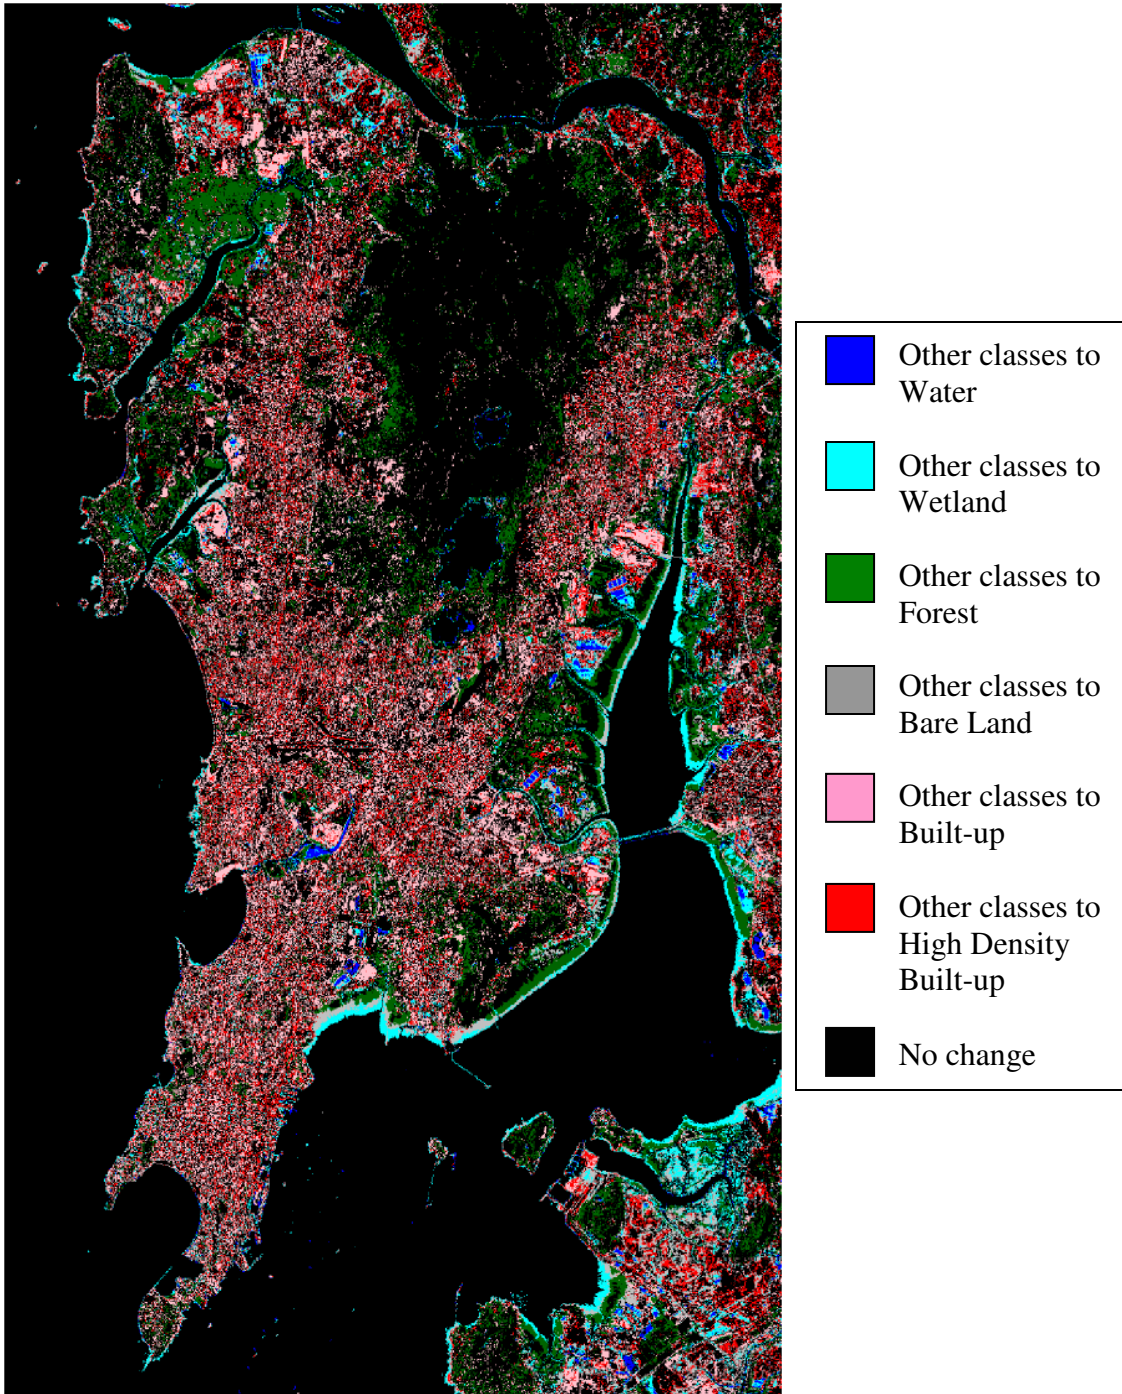 Other classes to
Water
Other classes to
Wetland
Other classes to
Forest
Other classes to
Bare Land
Other classes to
Built-up
Other classes to
High Density
Built-up
No change